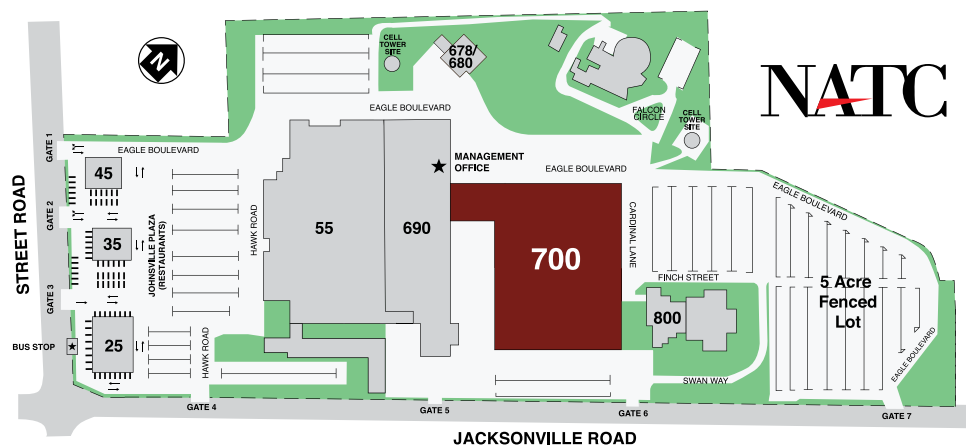 CELL
TOWER
SITE
678/
680
N
NATC
EAGLE BOULEVARD
FALCON
CIRCLE
CELL
TOWER
SITE
GATE 1
EAGLE BOULEVARD
MANAGEMENT
OFFICE
EAGLE BOULEVARD
45
EAGLE BOULEVARD
STREET ROAD
GATE 2
JOHNSVILLE PLAZA
(RESTAURANTS)
HAWK ROAD
55
690
CARDINAL LANE
35
700
FINCH STREET
5 Acre
Fenced
Lot
GATE 3
800
BUS STOP
25
HAWK ROAD
EAGLE BOULEVARD
SWAN WAY
GATE 4
GATE 5
GATE 6
GATE 7
JACKSONVILLE ROAD